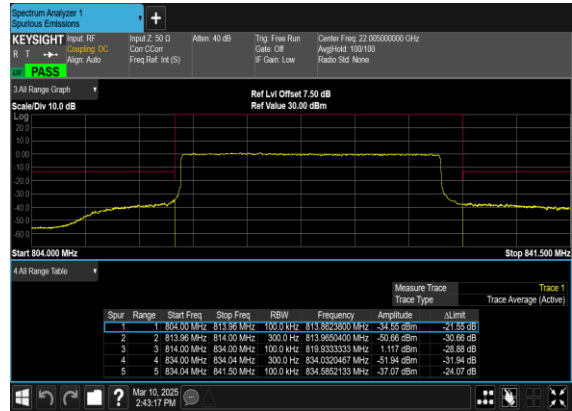 Spectrum Analyzer 1
Spurious Emissions
KEYSIGHT
R T
PASS
Input: RF
Coupling: DC
Align: Auto
Input Z: 50 Ω
Corr CCorr
Freq Ref: Int (S)
Atten: 40 dB
Trig: Free Run
Gate: Off
IF Gain: Low
Center Freq: 22.005000000 GHz
Avg|Hold: 100/100
Radio Std: None
3 All Range Graph
Scale/Div 10.0 dB
Ref Lvl Offset 7.50 dB
Ref Value 30.00 dBm
Log
20.0
10.0
0.00
-10.0
-20.0
-30.0
-40.0
-50.0
-60.0
Start 804.000 MHz
Stop 841.500 MHz
4 All Range Table
Measure Trace Trace 1
Trace Type Trace Average (Active)
Spur Range Start Freq Stop Freq RBW Frequency Amplitude ΔLimit
1 1 804.00 MHz 813.96 MHz 100.0 kHz 813.8623800 MHz -34.55 dBm -21.55 dB
2 2 813.96 MHz 814.00 MHz 300.0 Hz 813.9650400 MHz -50.66 dBm -30.66 dB
3 3 814.00 MHz 834.00 MHz 100.0 kHz 819.9333333 MHz 1.117 dBm -28.88 dB
4 4 834.00 MHz 834.04 MHz 300.0 Hz 834.0320467 MHz -51.94 dBm -31.94 dB
5 5 834.04 MHz 841.50 MHz 100.0 kHz 834.5852133 MHz -37.07 dBm -24.07 dB
Mar 10, 2025
2:43:17 PM